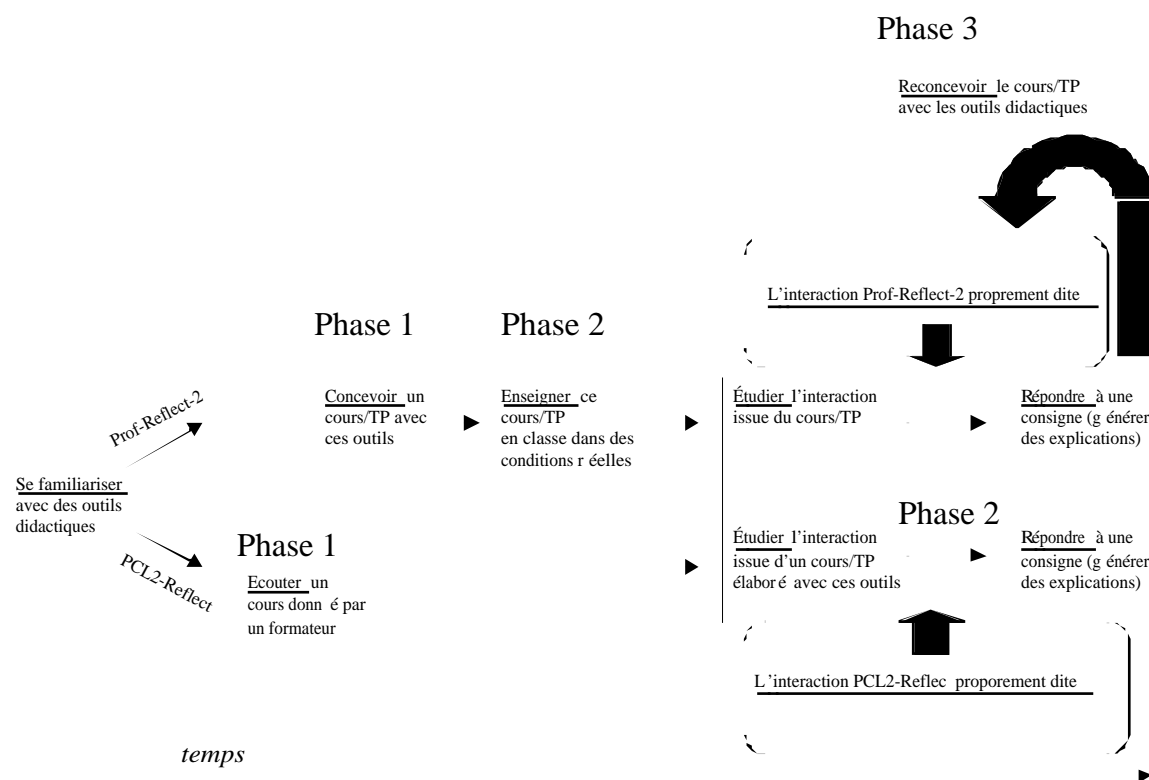 Phase 3
Reconcevoir le cours/TP
avec les outils didactiques
L'interaction Prof-Reflect-2 proprement dite
Phase 1
Phase 2
Prof-Reflect-2
Concevoir un
cours/TP avec
ces outils
Enseigner ce
cours/TP
en classe dans des
conditions r éelles
Étudier l'interaction
issue du cours/TP
Répondre à une
consigne (g énérer
des explications)
Se familiariser
avec des outils
didactiques
PCL2-Reflect
Phase 1
Ecouter un
cours donn é par
un formateur
Phase 2
Étudier l'interaction
issue d'un cours/TP
élabor é avec ces outils
Répondre à une
consigne (g énérer
des explications)
L'interaction PCL2-Reflec proporement dite
temps